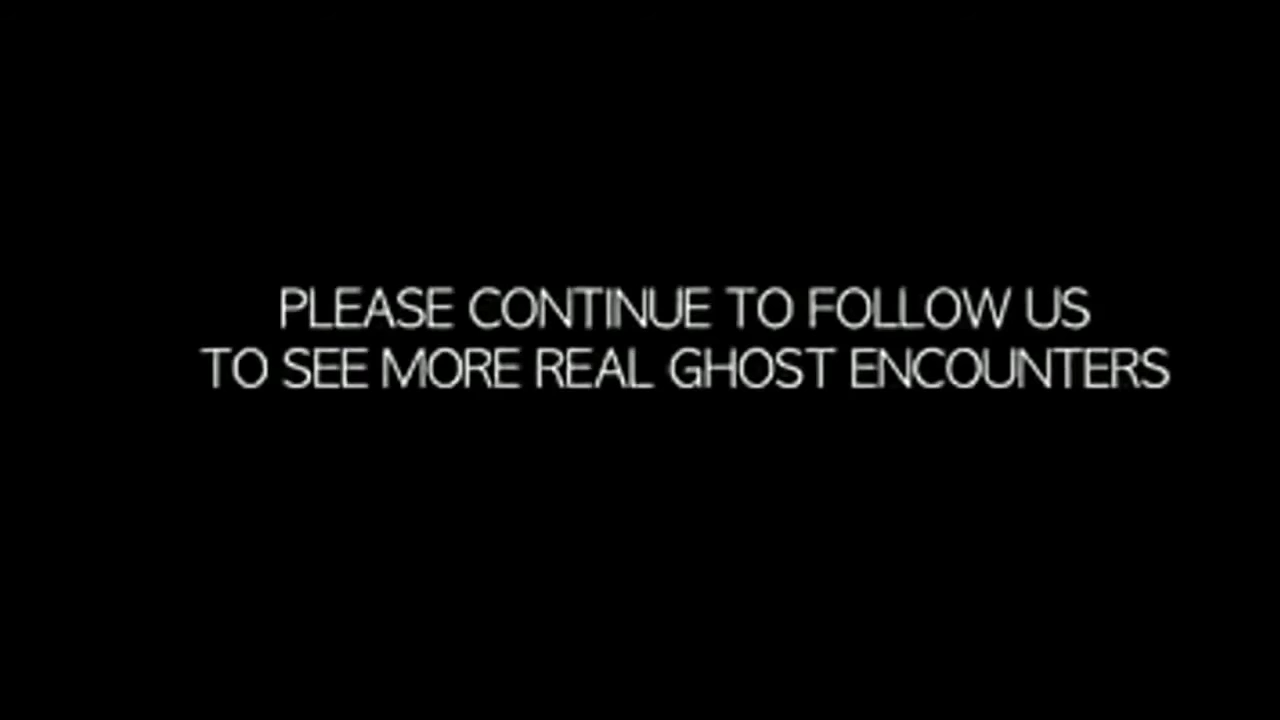 PLEASE CONTINUE TO FOLLOW US
TO SEE MORE REAL GHOST ENCOUNTERS